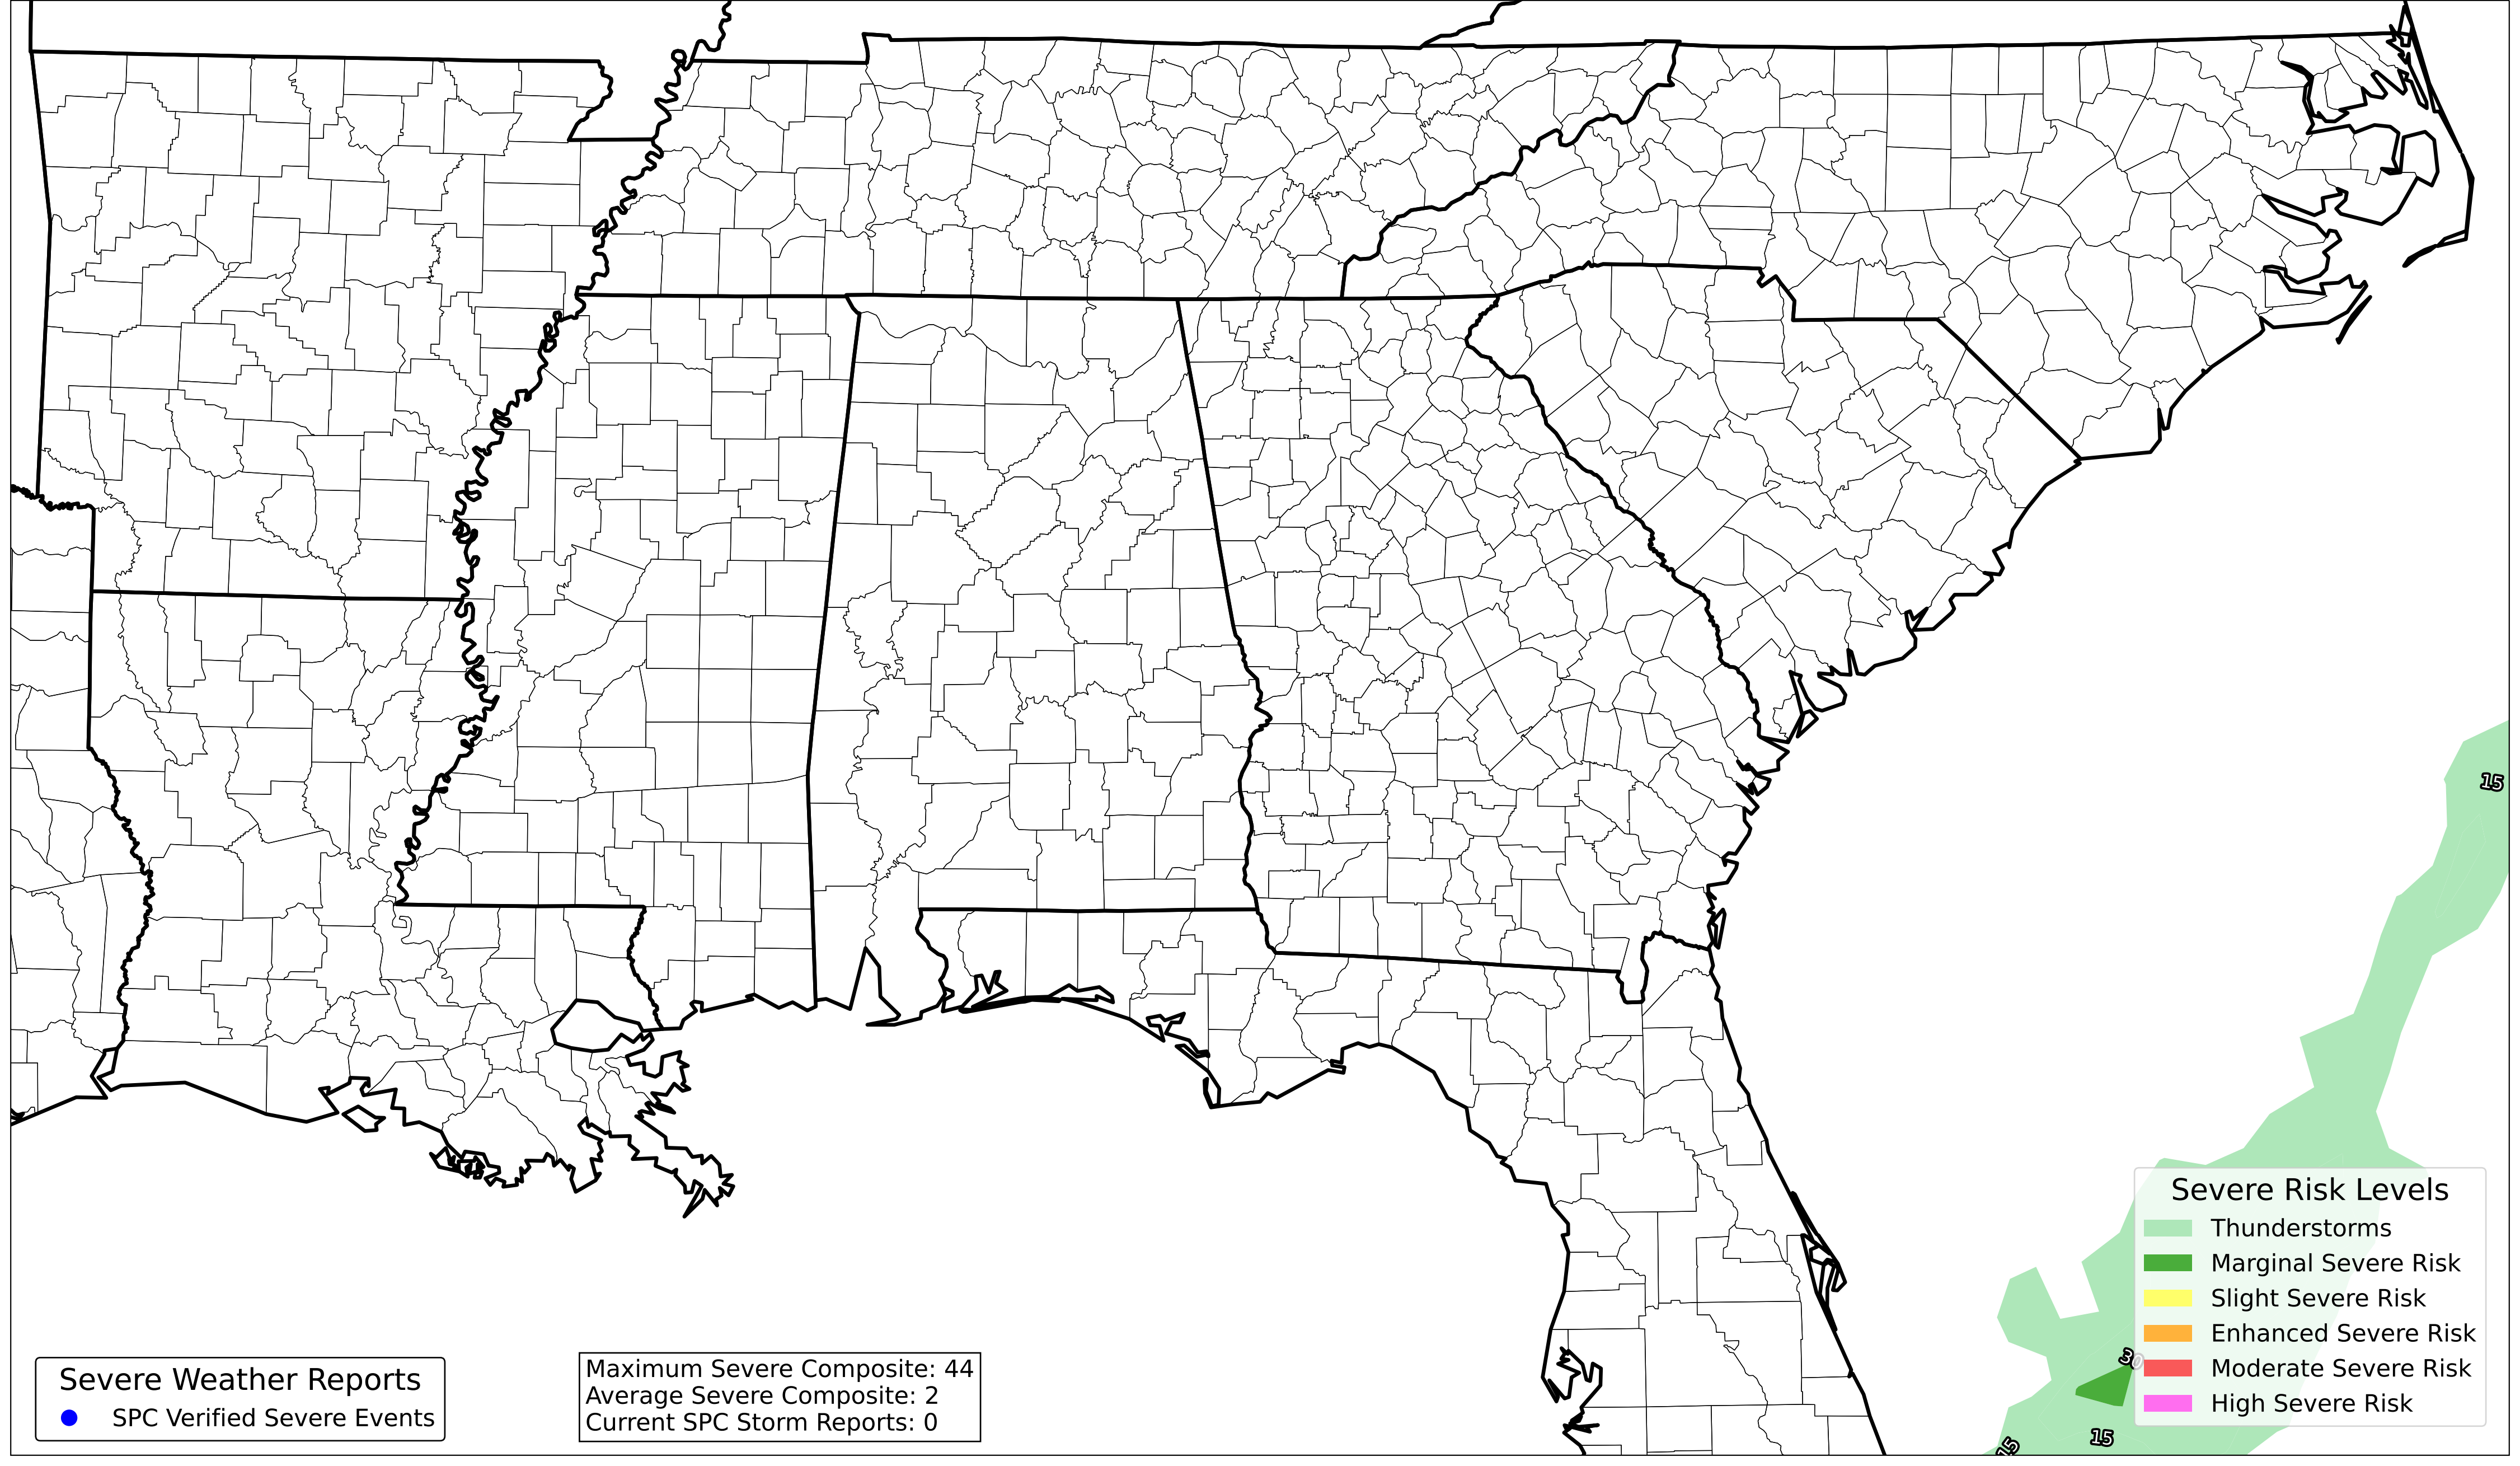 15
Severe Risk Levels
Thunderstorms
Marginal Severe Risk
Slight Severe Risk
Enhanced Severe Risk
Moderate Severe Risk
High Severe Risk
30
15
15
Severe Weather Reports
SPC Verified Severe Events
Maximum Severe Composite: 44
Average Severe Composite: 2
Current SPC Storm Reports: 0